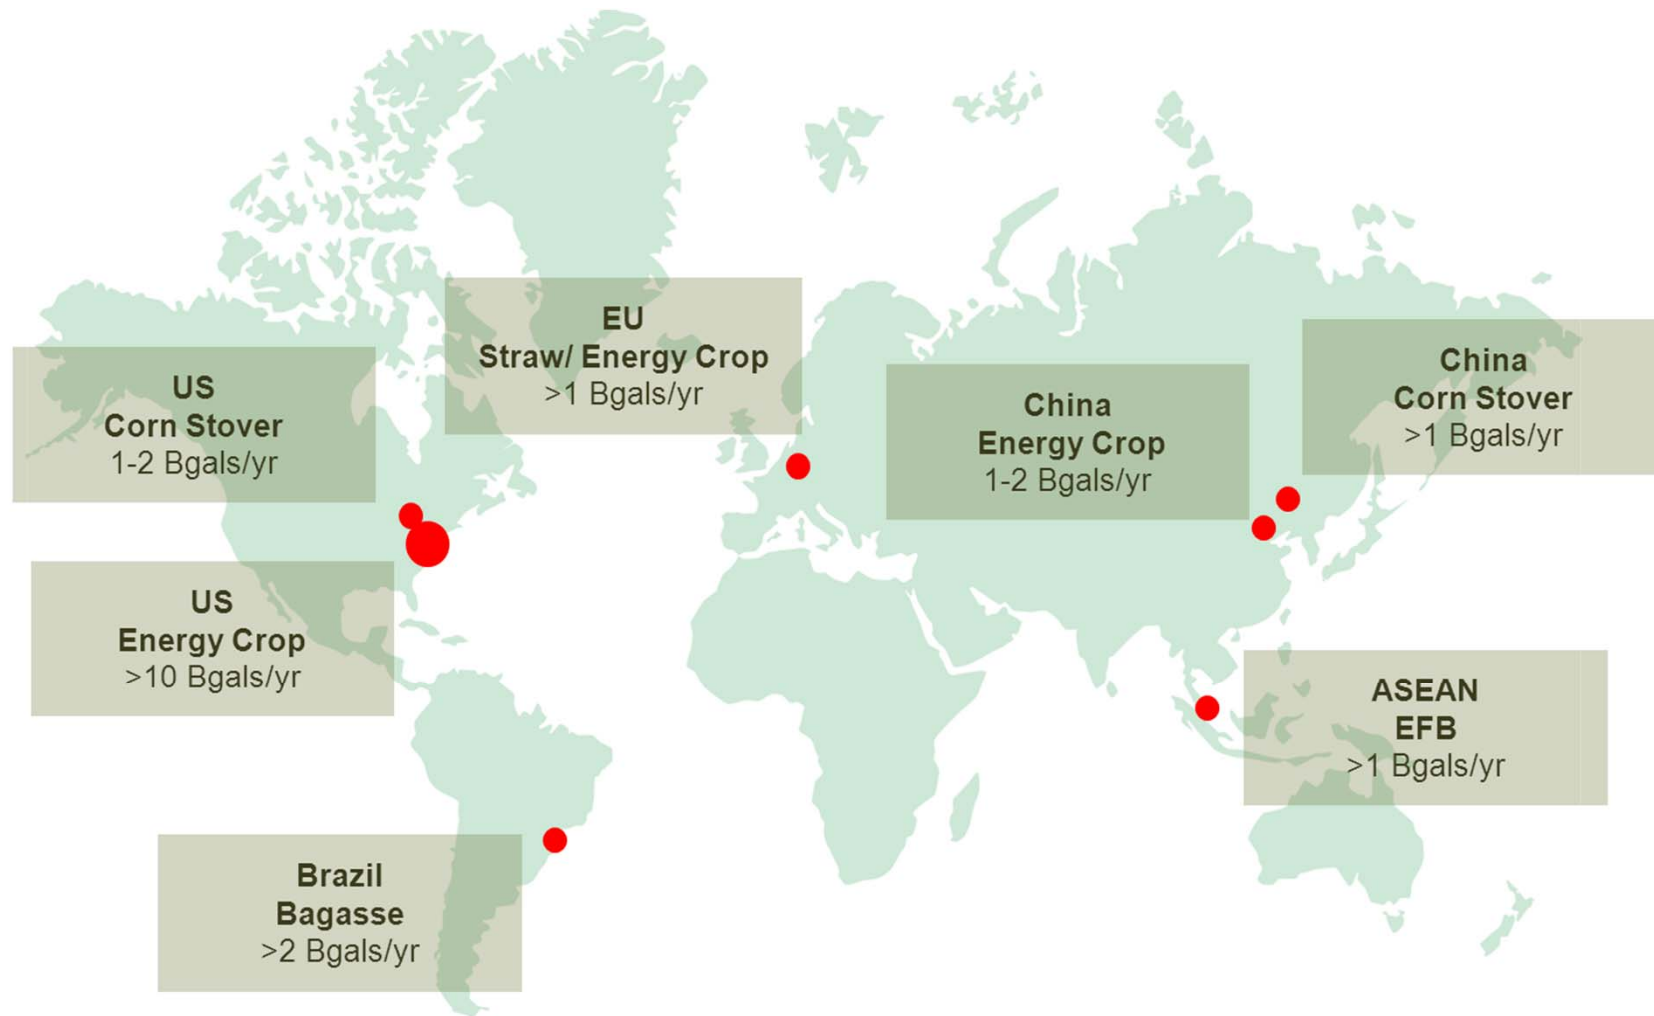 EU
Straw/ Energy Crop
>1 Bgals/yr
US
Corn Stover
1-2 Bgals/yr
China
Energy Crop
1-2 Bgals/yr
China
Corn Stover
>1 Bgals/yr
US
Energy Crop
>10 Bgals/yr
ASEAN
EFB
>1 Bgals/yr
Brazil
Bagasse
>2 Bgals/yr